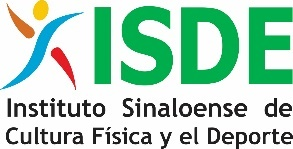 ISDE
Instituto Sinaloense de
Cultura Física y el Deporte